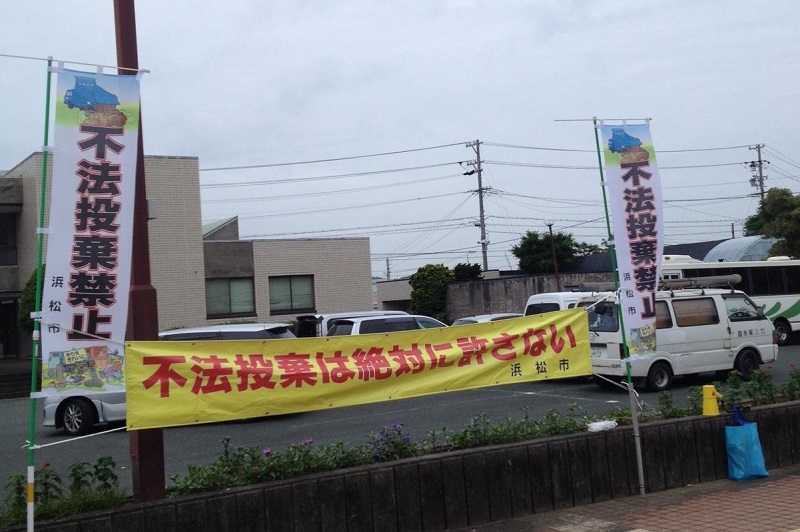 不法投棄禁止
浜松市
不法投棄は絶対に許さない
浜松市
不法投棄禁止
浜松市